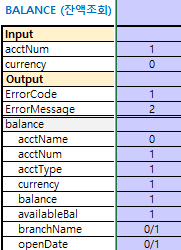 BALANCE (잔액조회)
Input
acctNum 1
currency 0
Output
ErrorCode 1
ErrorMessage 2
balance
acctName 0
acctNum 1
acctType 1
currency 1
balance 1
availableBal 1
branchName 0/1
openDate 0/1